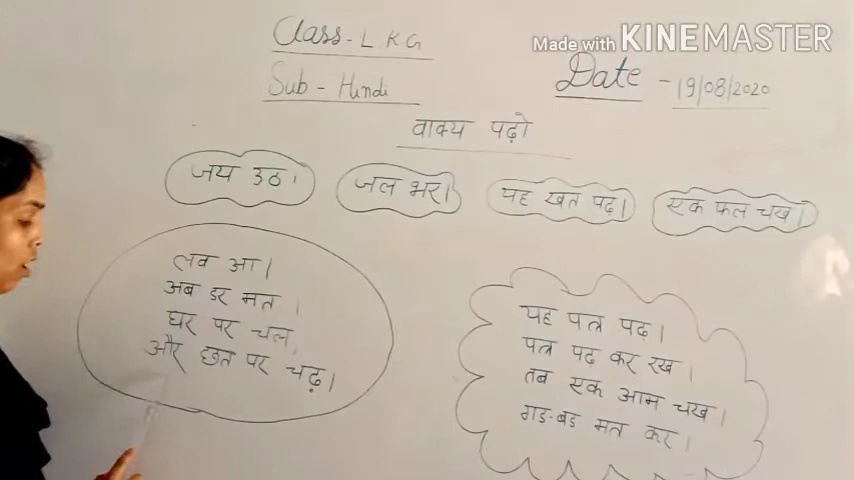 Class - L K G
Made with KINEMASTER
Sub - Hindi
Date - 19/08/2020
वाक्य पढ़ो
जय उठ।
जल भर।
यह खत पढ़।
एक फल चख।
लव आ।
अब डर मत।
घर पर चल,
और छत पर चढ़।
यह पत्र पढ़।
पत्र पढ़ कर रख।
तब एक आम चख।
गड-बड मत कर।